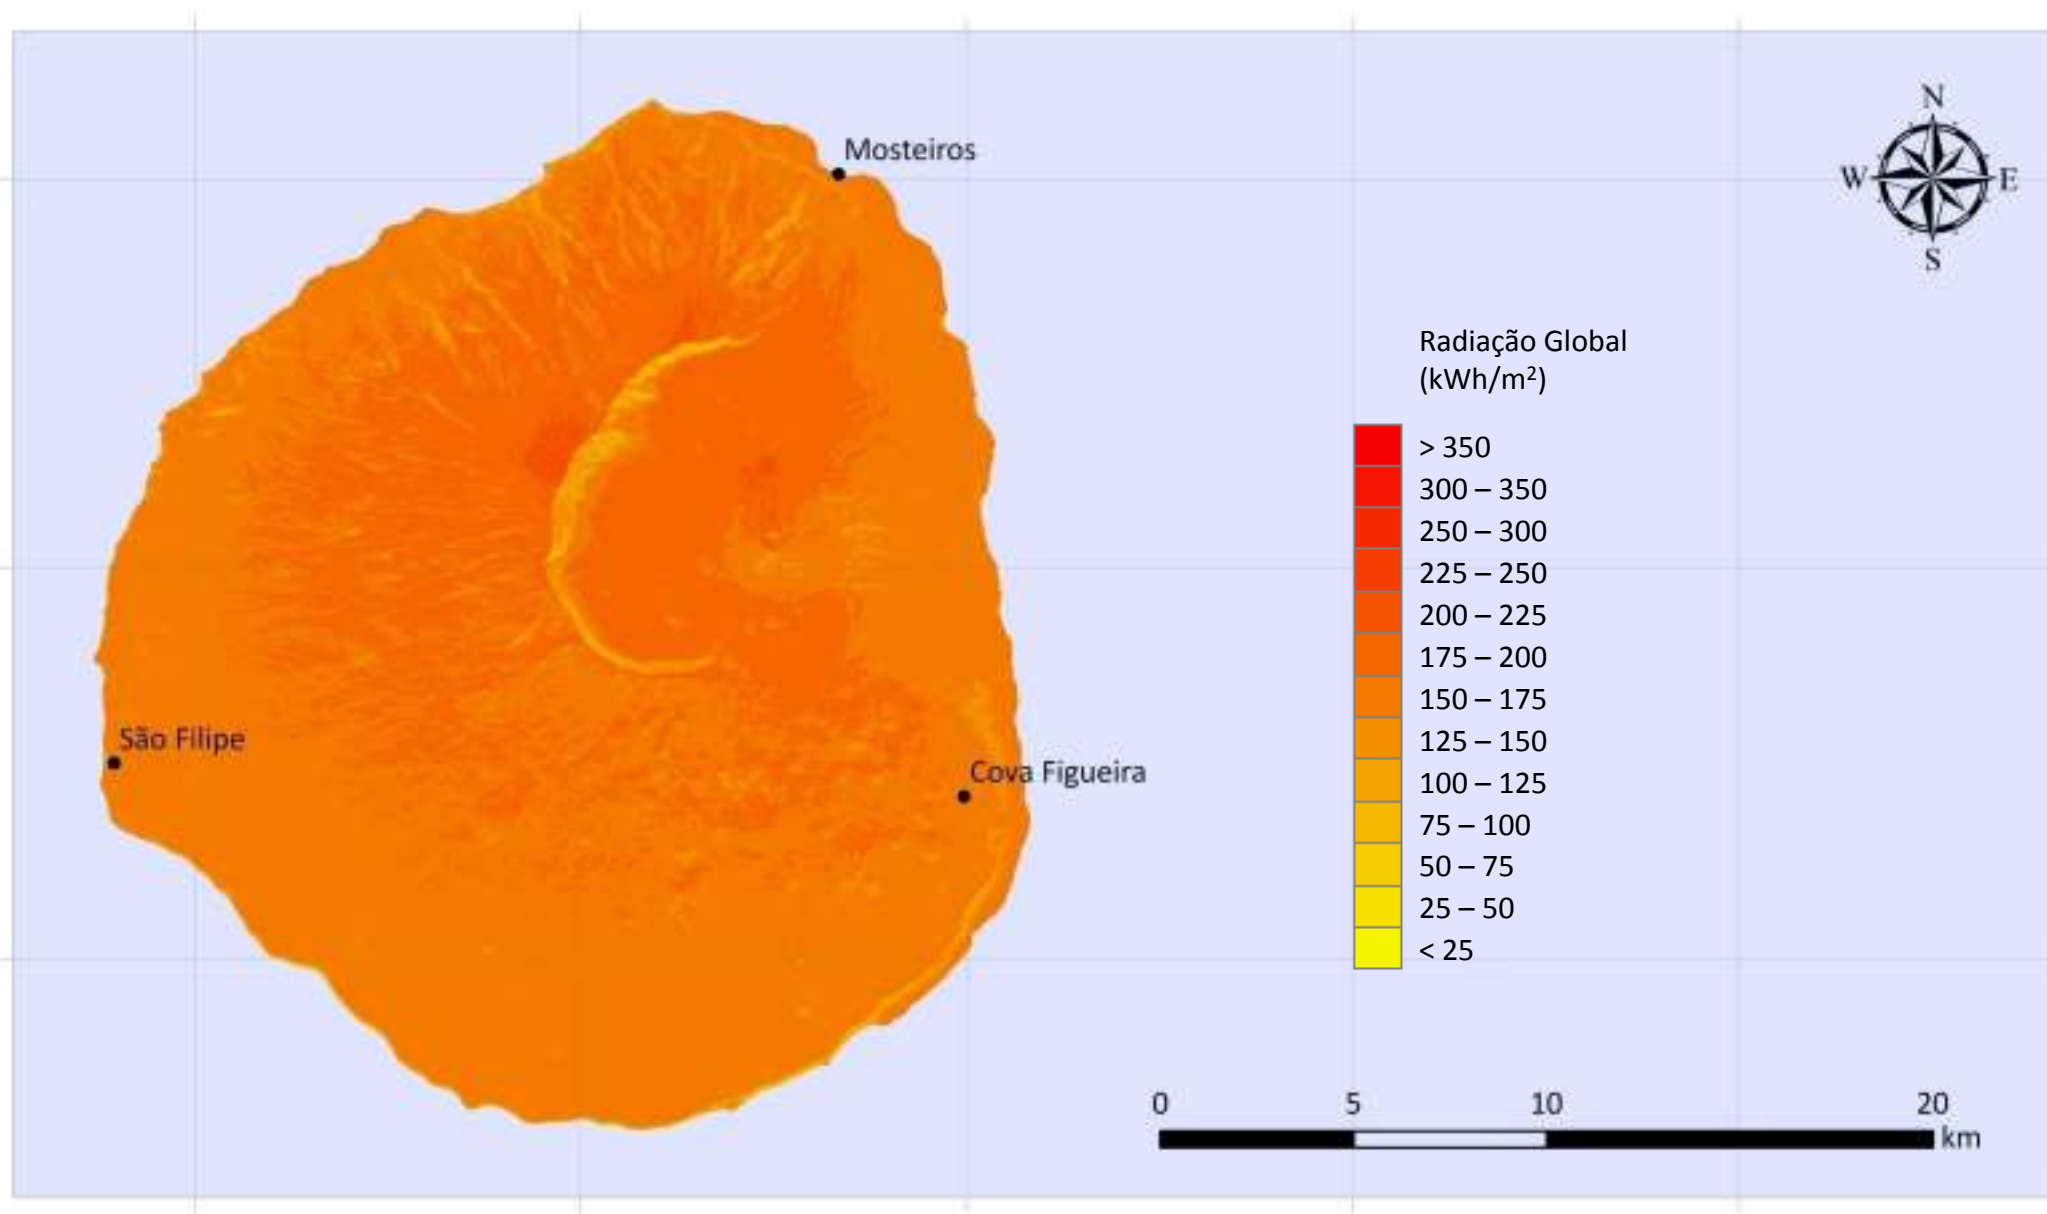 N
Mosteiros
W
E
S
Radiação Global
(kWh/m²)
> 350
300 – 350
250 – 300
225 – 250
200 – 225
175 – 200
150 – 175
125 – 150
100 – 125
75 – 100
50 – 75
25 – 50
< 25
São Filipe
Cova Figueira
0 5 10 20
km